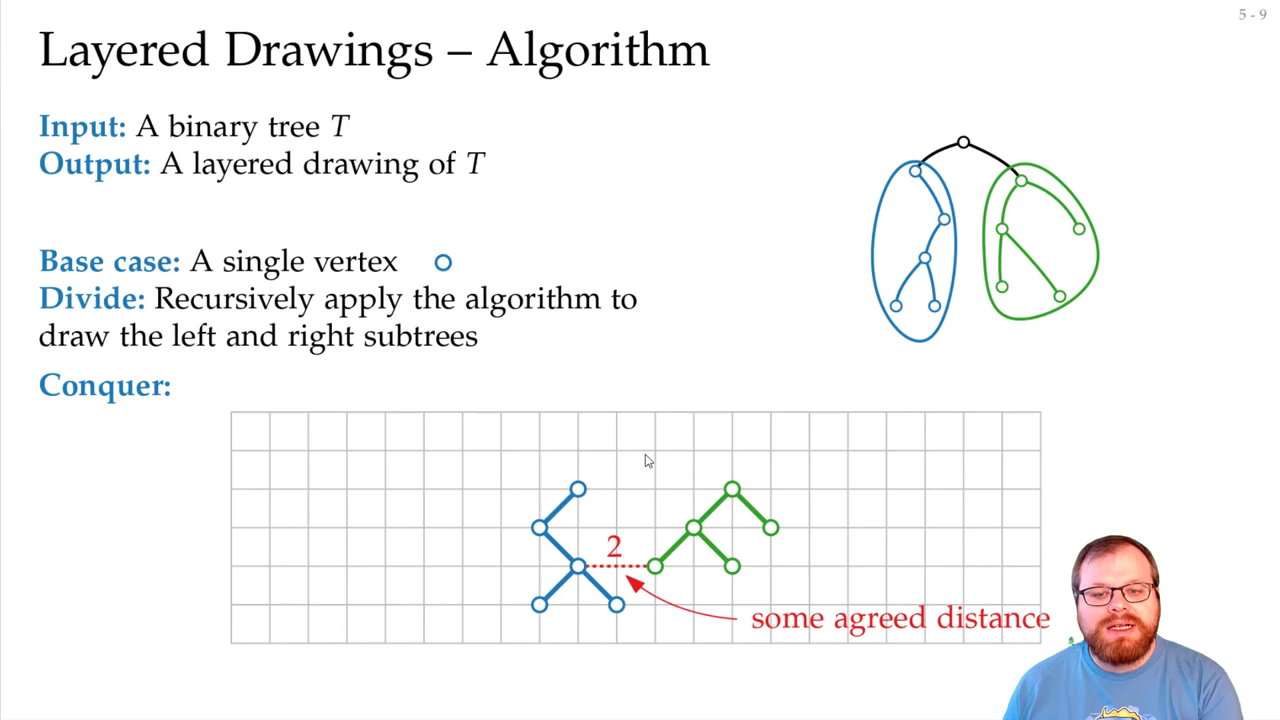 5 - 9
Layered Drawings – Algorithm
Input: A binary tree T
Output: A layered drawing of T
Base case: A single vertex
Divide: Recursively apply the algorithm to
draw the left and right subtrees
Conquer:
2
some agreed distance